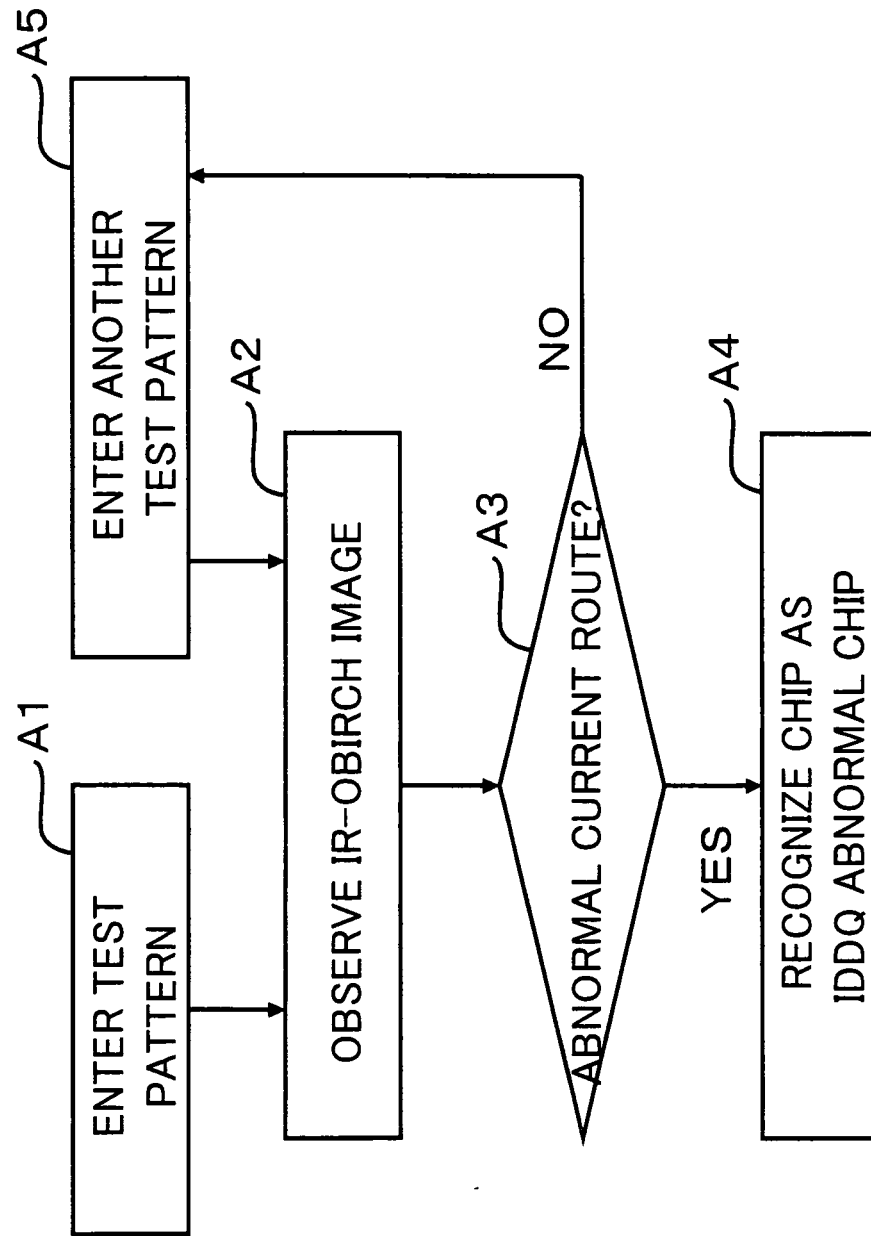 A1
ENTER TEST
PATTERN
A5
ENTER ANOTHER
TEST PATTERN
A2
OBSERVE IR-OBIRCH IMAGE
A3
ABNORMAL CURRENT ROUTE?
NO
YES
A4
RECOGNIZE CHIP AS
IDDQ ABNORMAL CHIP